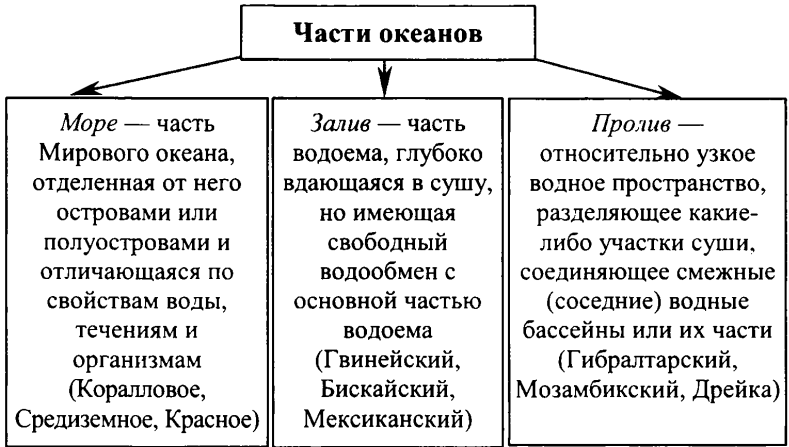 Части океанов
Море — часть
Мирового океана,
отделенная от него
островами или
полуостровами и
отличающаяся по
свойствам воды,
течениям и
организмам
(Коралловое,
Средиземное, Красное)
Залив — часть
водоема, глубоко
вдающаяся в сушу,
но имеющая
свободный
водообмен с
основной частью
водоема
(Гвинейский,
Бискайский,
Мексиканский)
Пролив —
относительно узкое
водное пространство,
разделяющее какие-
либо участки суши,
соединяющее смежные
(соседние) водные
бассейны или их части
(Гибралтарский,
Мозамбикский, Дрейка)